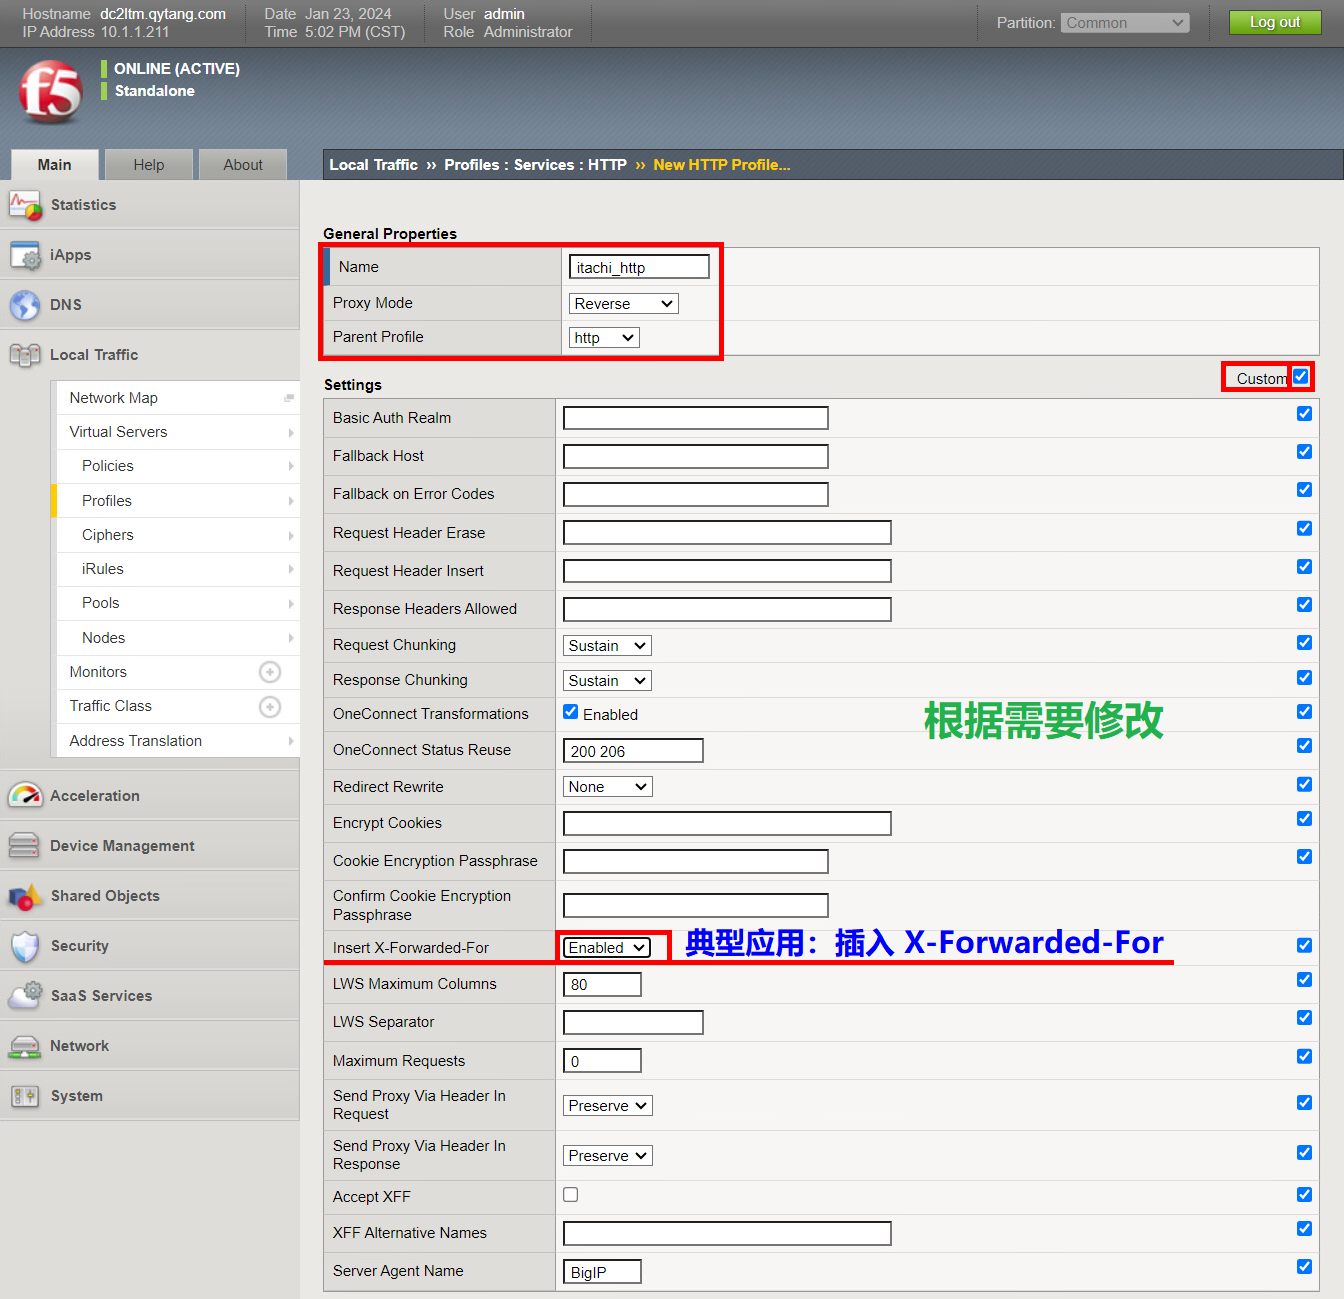 Hostname dc2ltm.qytang.com Date Jan 23, 2024 User admin
IP Address 10.1.1.211 Time 5:02 PM (CST) Role Administrator
Partition: Common Log out
f5
ONLINE (ACTIVE)
Standalone
Main Help About
Local Traffic ›› Profiles : Services : HTTP ›› New HTTP Profile...
Statistics
iApps
DNS
Local Traffic
Network Map
Virtual Servers
Policies
Profiles
Ciphers
iRules
Pools
Nodes
Monitors
Traffic Class
Address Translation
Acceleration
Device Management
Shared Objects
Security
SaaS Services
Network
System
General Properties
Name itachi_http
Proxy Mode Reverse
Parent Profile http
Settings Custom
Basic Auth Realm
Fallback Host
Fallback on Error Codes
Request Header Erase
Request Header Insert
Response Headers Allowed
Request Chunking Sustain
Response Chunking Sustain
OneConnect Transformations Enabled
根据需要修改
OneConnect Status Reuse 200 206
Redirect Rewrite None
Encrypt Cookies
Cookie Encryption Passphrase
Confirm Cookie Encryption
Passphrase
Insert X-Forwarded-For Enabled 典型应用：插入 X-Forwarded-For
LWS Maximum Columns 80
LWS Separator
Maximum Requests 0
Send Proxy Via Header In
Request Preserve
Send Proxy Via Header In
Response Preserve
Accept XFF
XFF Alternative Names
Server Agent Name BigIP